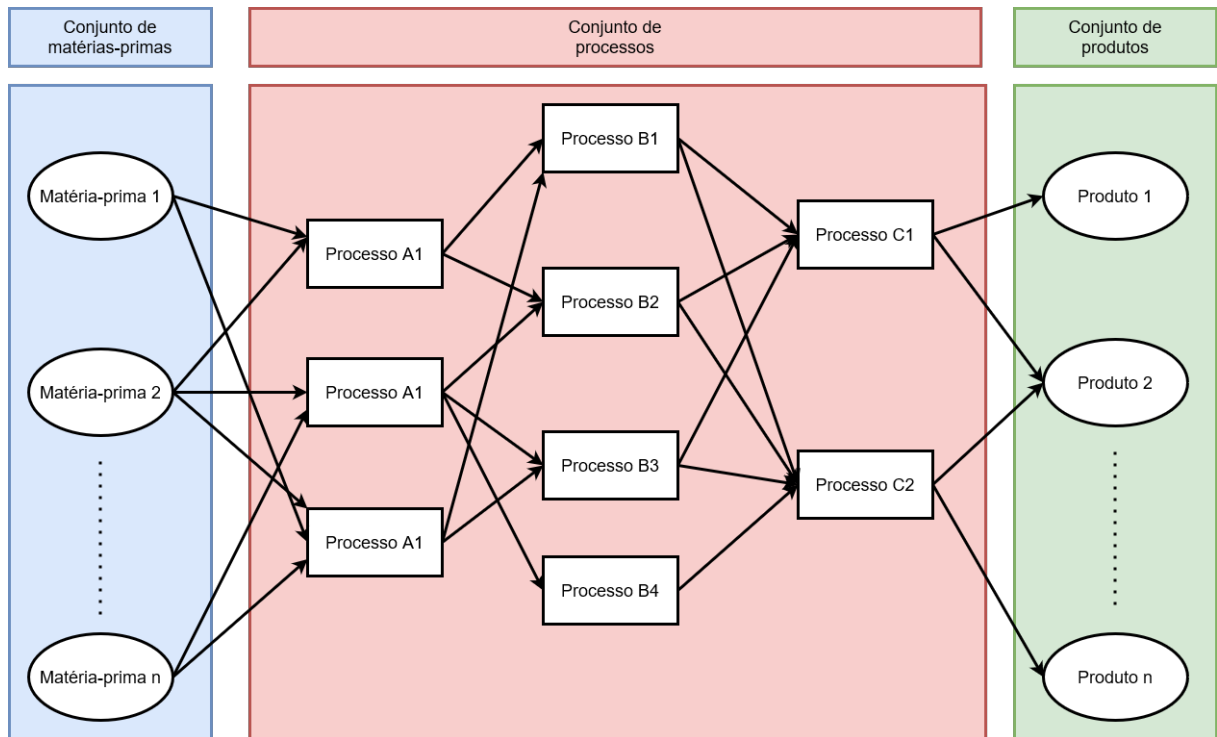 Conjunto de
matérias-primas
Conjunto de
processos
Conjunto de
produtos
Matéria-prima 1
Matéria-prima 2
Matéria-prima n
Processo A1
Processo A1
Processo A1
Processo B1
Processo B2
Processo B3
Processo B4
Processo C1
Processo C2
Produto 1
Produto 2
Produto n